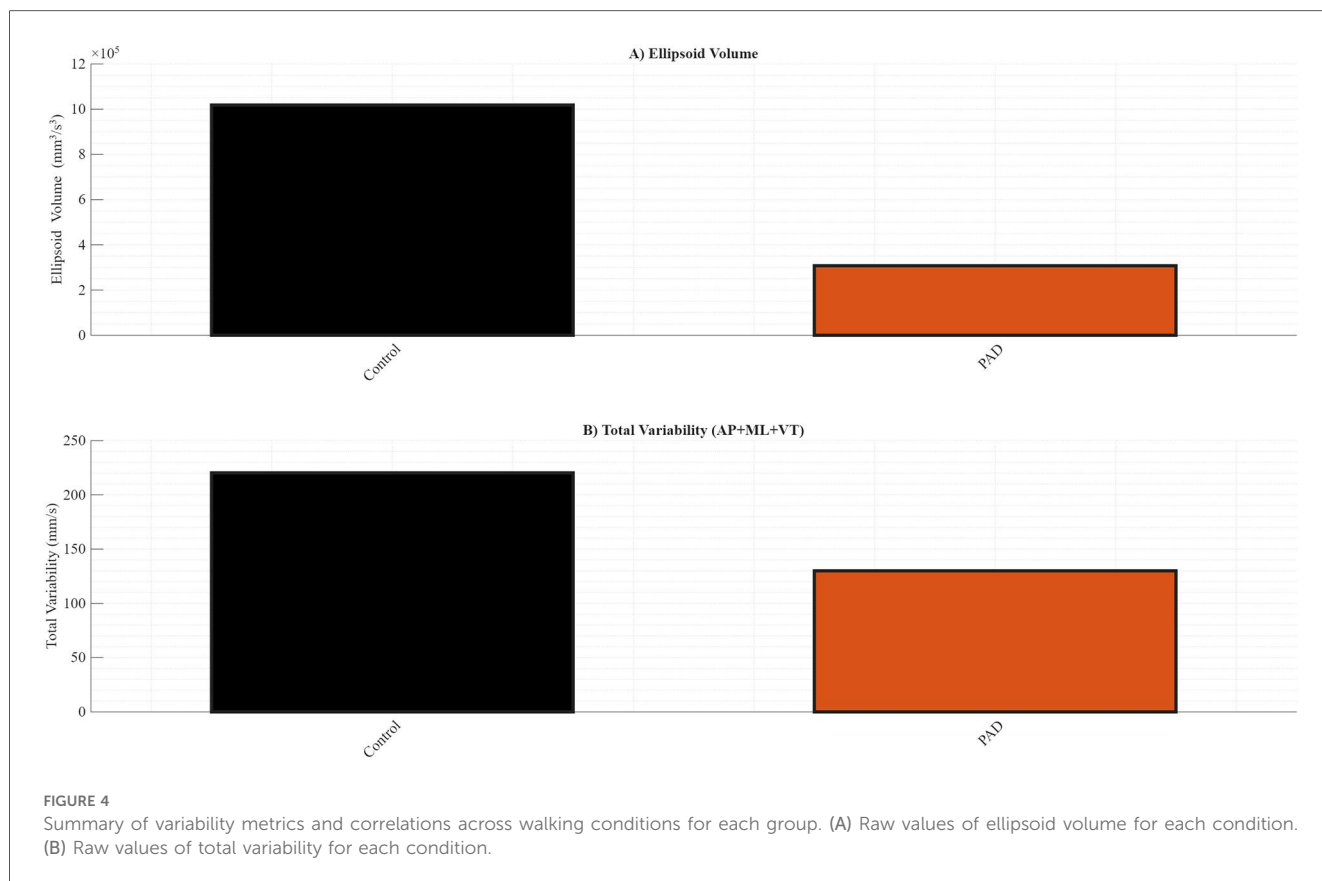 A) Ellipsoid Volume
×10⁵
12
10
8
6
4
2
0
Ellipsoid Volume (mm³/s³)
Control
PAD
B) Total Variability (AP+ML+VT)
250
200
150
100
50
0
Total Variability (mm/s)
Control
PAD
FIGURE 4
Summary of variability metrics and correlations across walking conditions for each group. (A) Raw values of ellipsoid volume for each condition.
(B) Raw values of total variability for each condition.